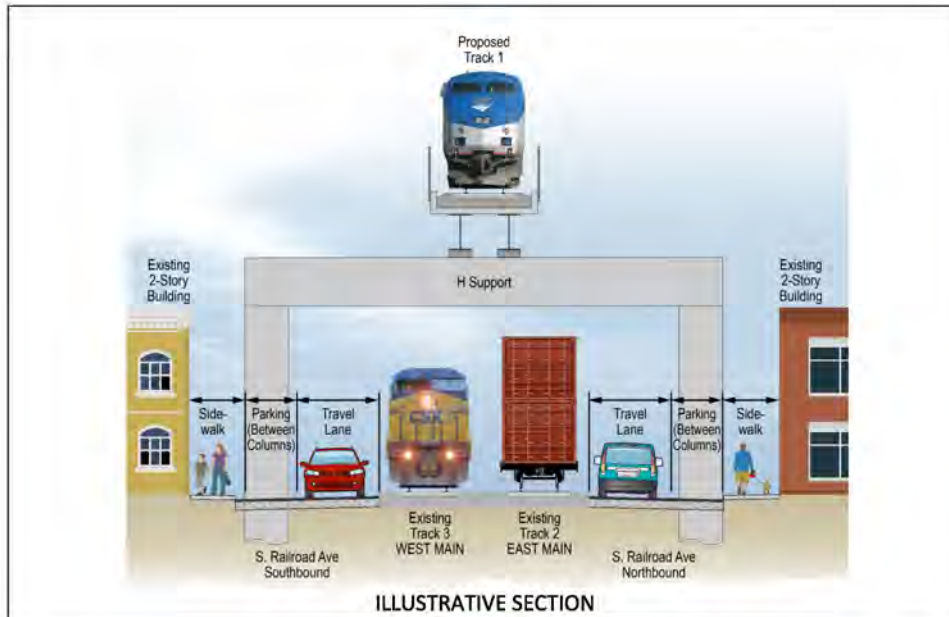 Proposed
Track 1
H Support
Existing
2-Story
Building
Existing
2-Story
Building
Side-
walk
Parking
(Between
Columns)
Travel
Lane
Travel
Lane
Parking
(Between
Columns)
Side-
walk
Existing
Track 3
WEST MAIN
Existing
Track 2
EAST MAIN
S. Railroad Ave
Southbound
S. Railroad Ave
Northbound
ILLUSTRATIVE SECTION